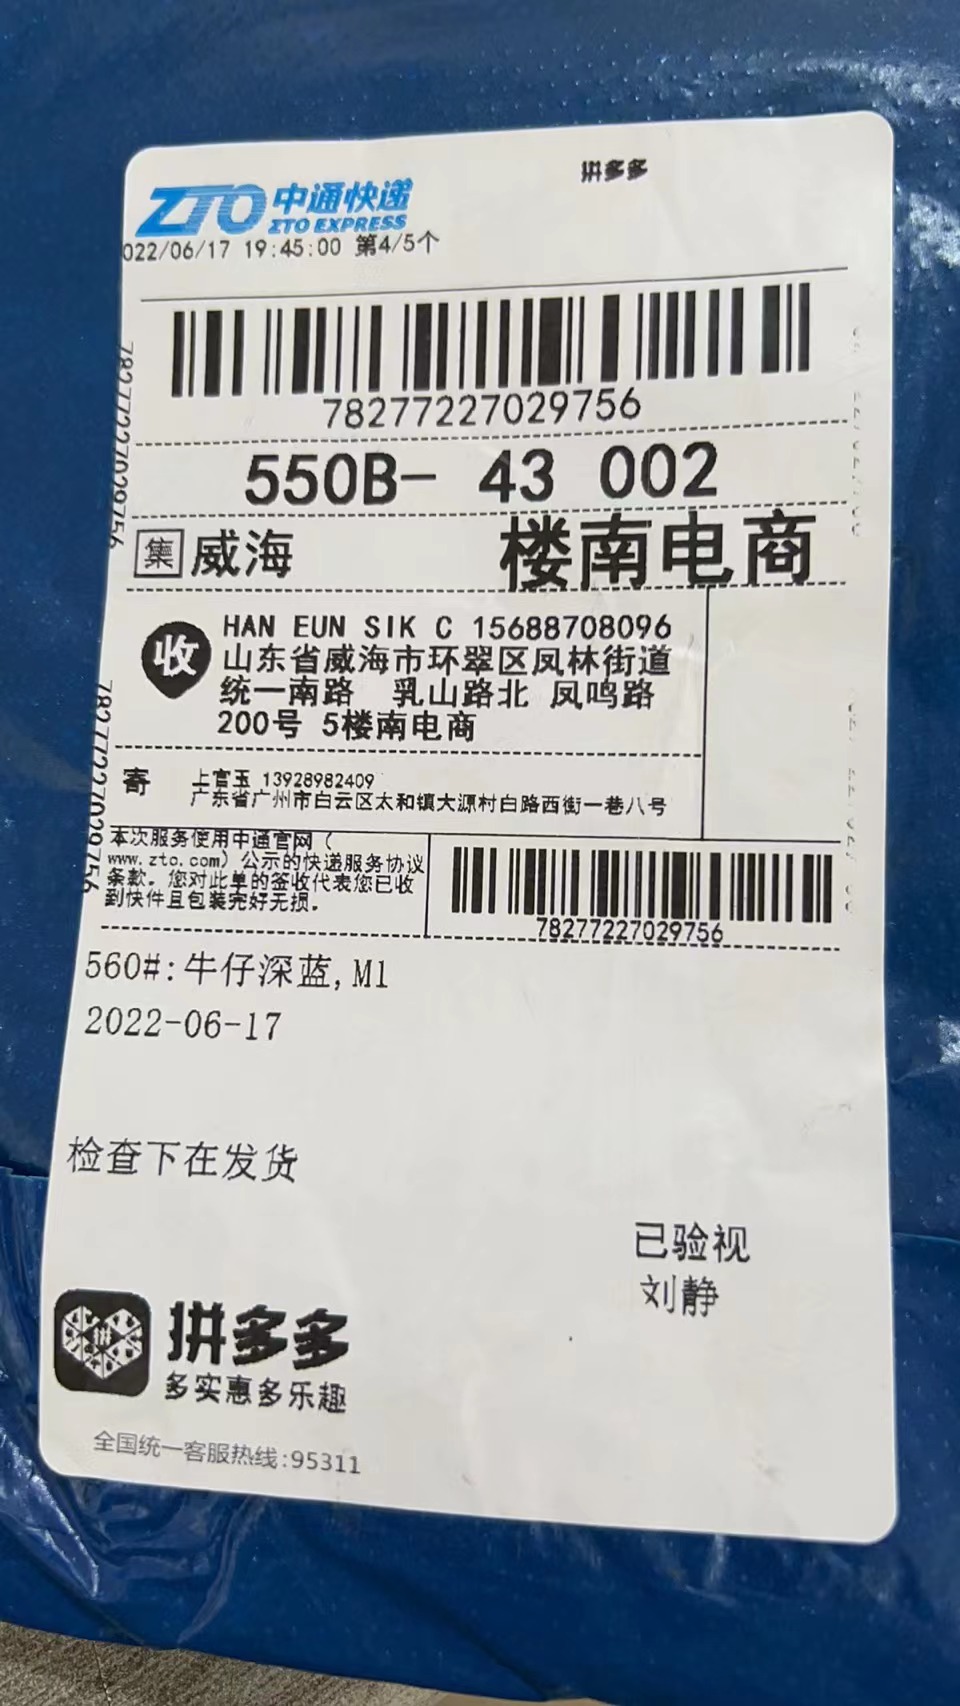 拼多多
ZTO 中通快递
ZTO EXPRESS
022/06/17 19:45:00 第4/5个
78277227029756
550B- 43 002
集 威海 楼南电商
收 HAN EUN SIK C 15688708096
山东省威海市环翠区凤林街道
统一南路 乳山路北 凤鸣路
200号 5楼南电商
寄 上官玉 13928982409
广东省广州市白云区太和镇大源村白路西街一巷八号
本次服务使用中通官网（
www.zto.com）公示的快递服务协议
条款。您对此单的签收代表您已收
到快件且包装完好无损。
78277227029756
560#:牛仔深蓝,M1
2022-06-17
检查下在发货
已验视
刘静
拼
拼多多
多实惠多乐趣
全国统一客服热线:95311
78277227029756
78277227029756